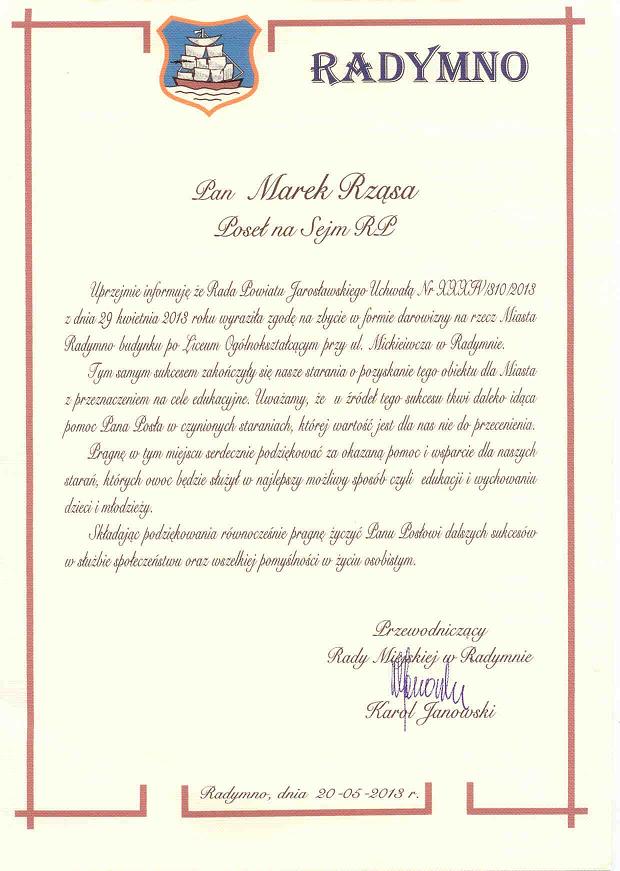 RADYMNO
Pan Marek Rząsa
Poseł na Sejm RP
Uprzejmie informuję że Rada Powiatu Jarosławskiego Uchwałą Nr XXXIV/310/2013
z dnia 29 kwietnia 2013 roku wyraziła zgodę na zbycie w formie darowizny na rzecz Miasta
Radymno budynku po Liceum Ogólnokształcącym przy ul. Mickiewicza w Radymnie.
Tym samym sukcesem zakończyły się nasze starania o pozyskanie tego obiektu dla Miasta
z przeznaczeniem na cele edukacyjne. Uważamy, że u źródeł tego sukcesu tkwi daleko idąca
pomoc Pana Posła w czynionych staraniach, której wartość jest dla nas nie do przecenienia.
Pragnę w tym miejscu serdecznie podziękować za okazaną pomoc i wsparcie dla naszych
starań, których owoc będzie służył w najlepszy możliwy sposób czyli edukacji i wychowaniu
dzieci i młodzieży.
Składając podziękowania równocześnie pragnę życzyć Panu Posłowi dalszych sukcesów
w służbie społeczeństwu oraz wszelkiej pomyślności w życiu osobistym.
Przewodniczący
Rady Miejskiej w Radymnie
Karol Janowski
Radymno, dnia 20-05-2013 r.